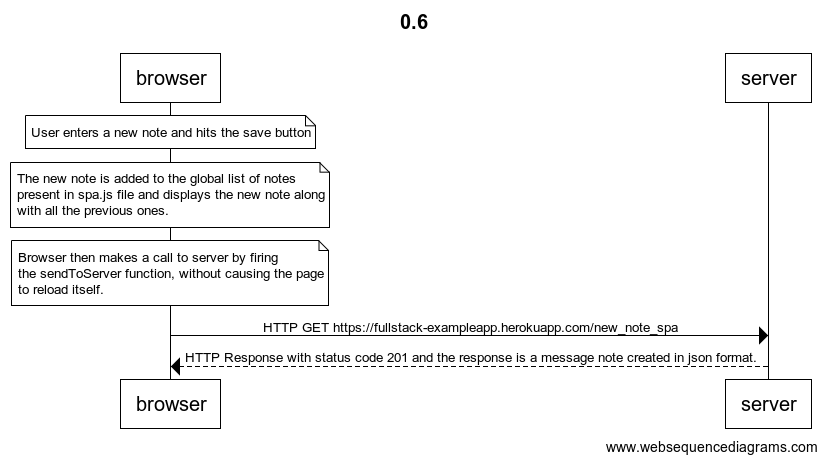 0.6
browser
server
User enters a new note and hits the save button
The new note is added to the global list of notes
present in spa.js file and displays the new note along
with all the previous ones.
Browser then makes a call to server by firing
the sendToServer function, without causing the page
to reload itself.
HTTP GET https://fullstack-exampleapp.herokuapp.com/new_note_spa
HTTP Response with status code 201 and the response is a message note created in json format.
browser
server
www.websequencediagrams.com